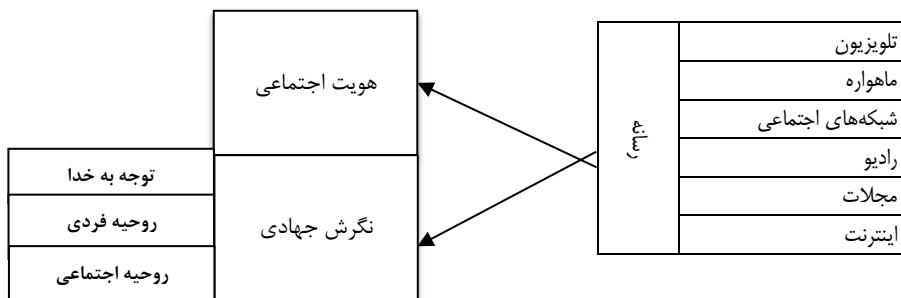 تلویزیون
ماهواره
شبکه‌های اجتماعی
رادیو
مجلات
اینترنت
رسانه
هویت اجتماعی
نگرش جهادی
توجه به خدا
روحیه فردی
روحیه اجتماعی